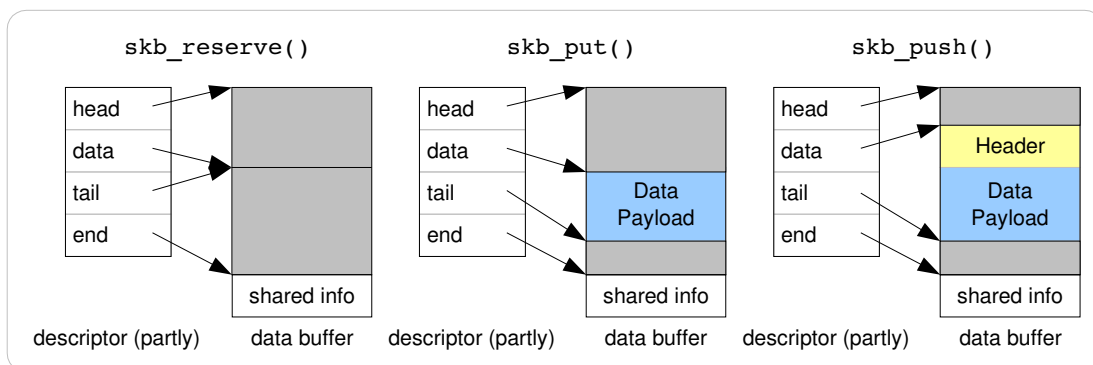 skb_reserve()
head
data
tail
end
shared info
descriptor (partly)
data buffer
skb_put()
head
data
tail
end
Data
Payload
shared info
descriptor (partly)
data buffer
skb_push()
head
data
tail
end
Header
Data
Payload
shared info
descriptor (partly)
data buffer